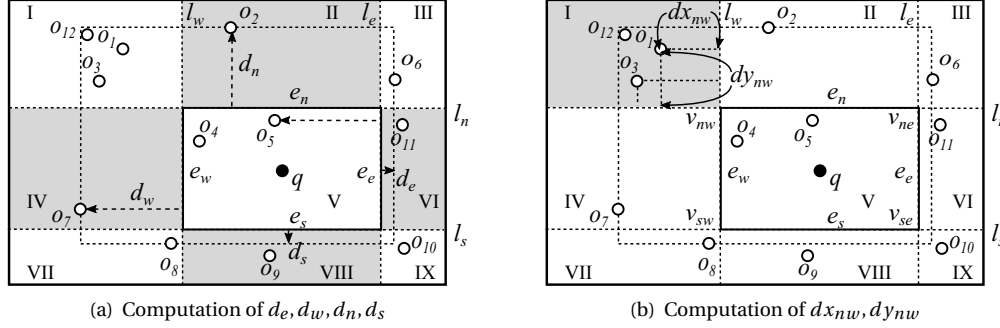 I l_w o_2 II l_e III
o_12 o_1
o_3 d_n o_6
e_n l_n
o_4 o_5 o_11
e_w e_e d_e
q
IV d_w V VI
o_7 e_s l_s
o_8 d_s o_10
VII o_9 VIII IX
(a) Computation of d_e, d_w, d_n, d_s
I dx_nw l_w o_2 II l_e III
o_12 o_1
o_3 dy_nw o_6
e_n l_n
v_nw v_ne
o_4 o_5 o_11
e_w e_e
q
IV V VI
o_7 v_sw e_s v_se l_s
o_8 o_10
VII o_9 VIII IX
(b) Computation of dx_nw, dy_nw